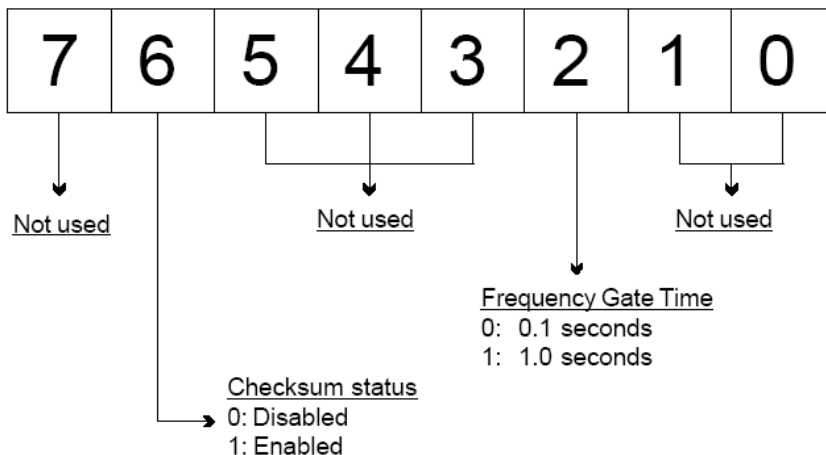 7 6 5 4 3 2 1 0
Not used
Not used
Not used
Frequency Gate Time
0: 0.1 seconds
1: 1.0 seconds
Checksum status
0: Disabled
1: Enabled